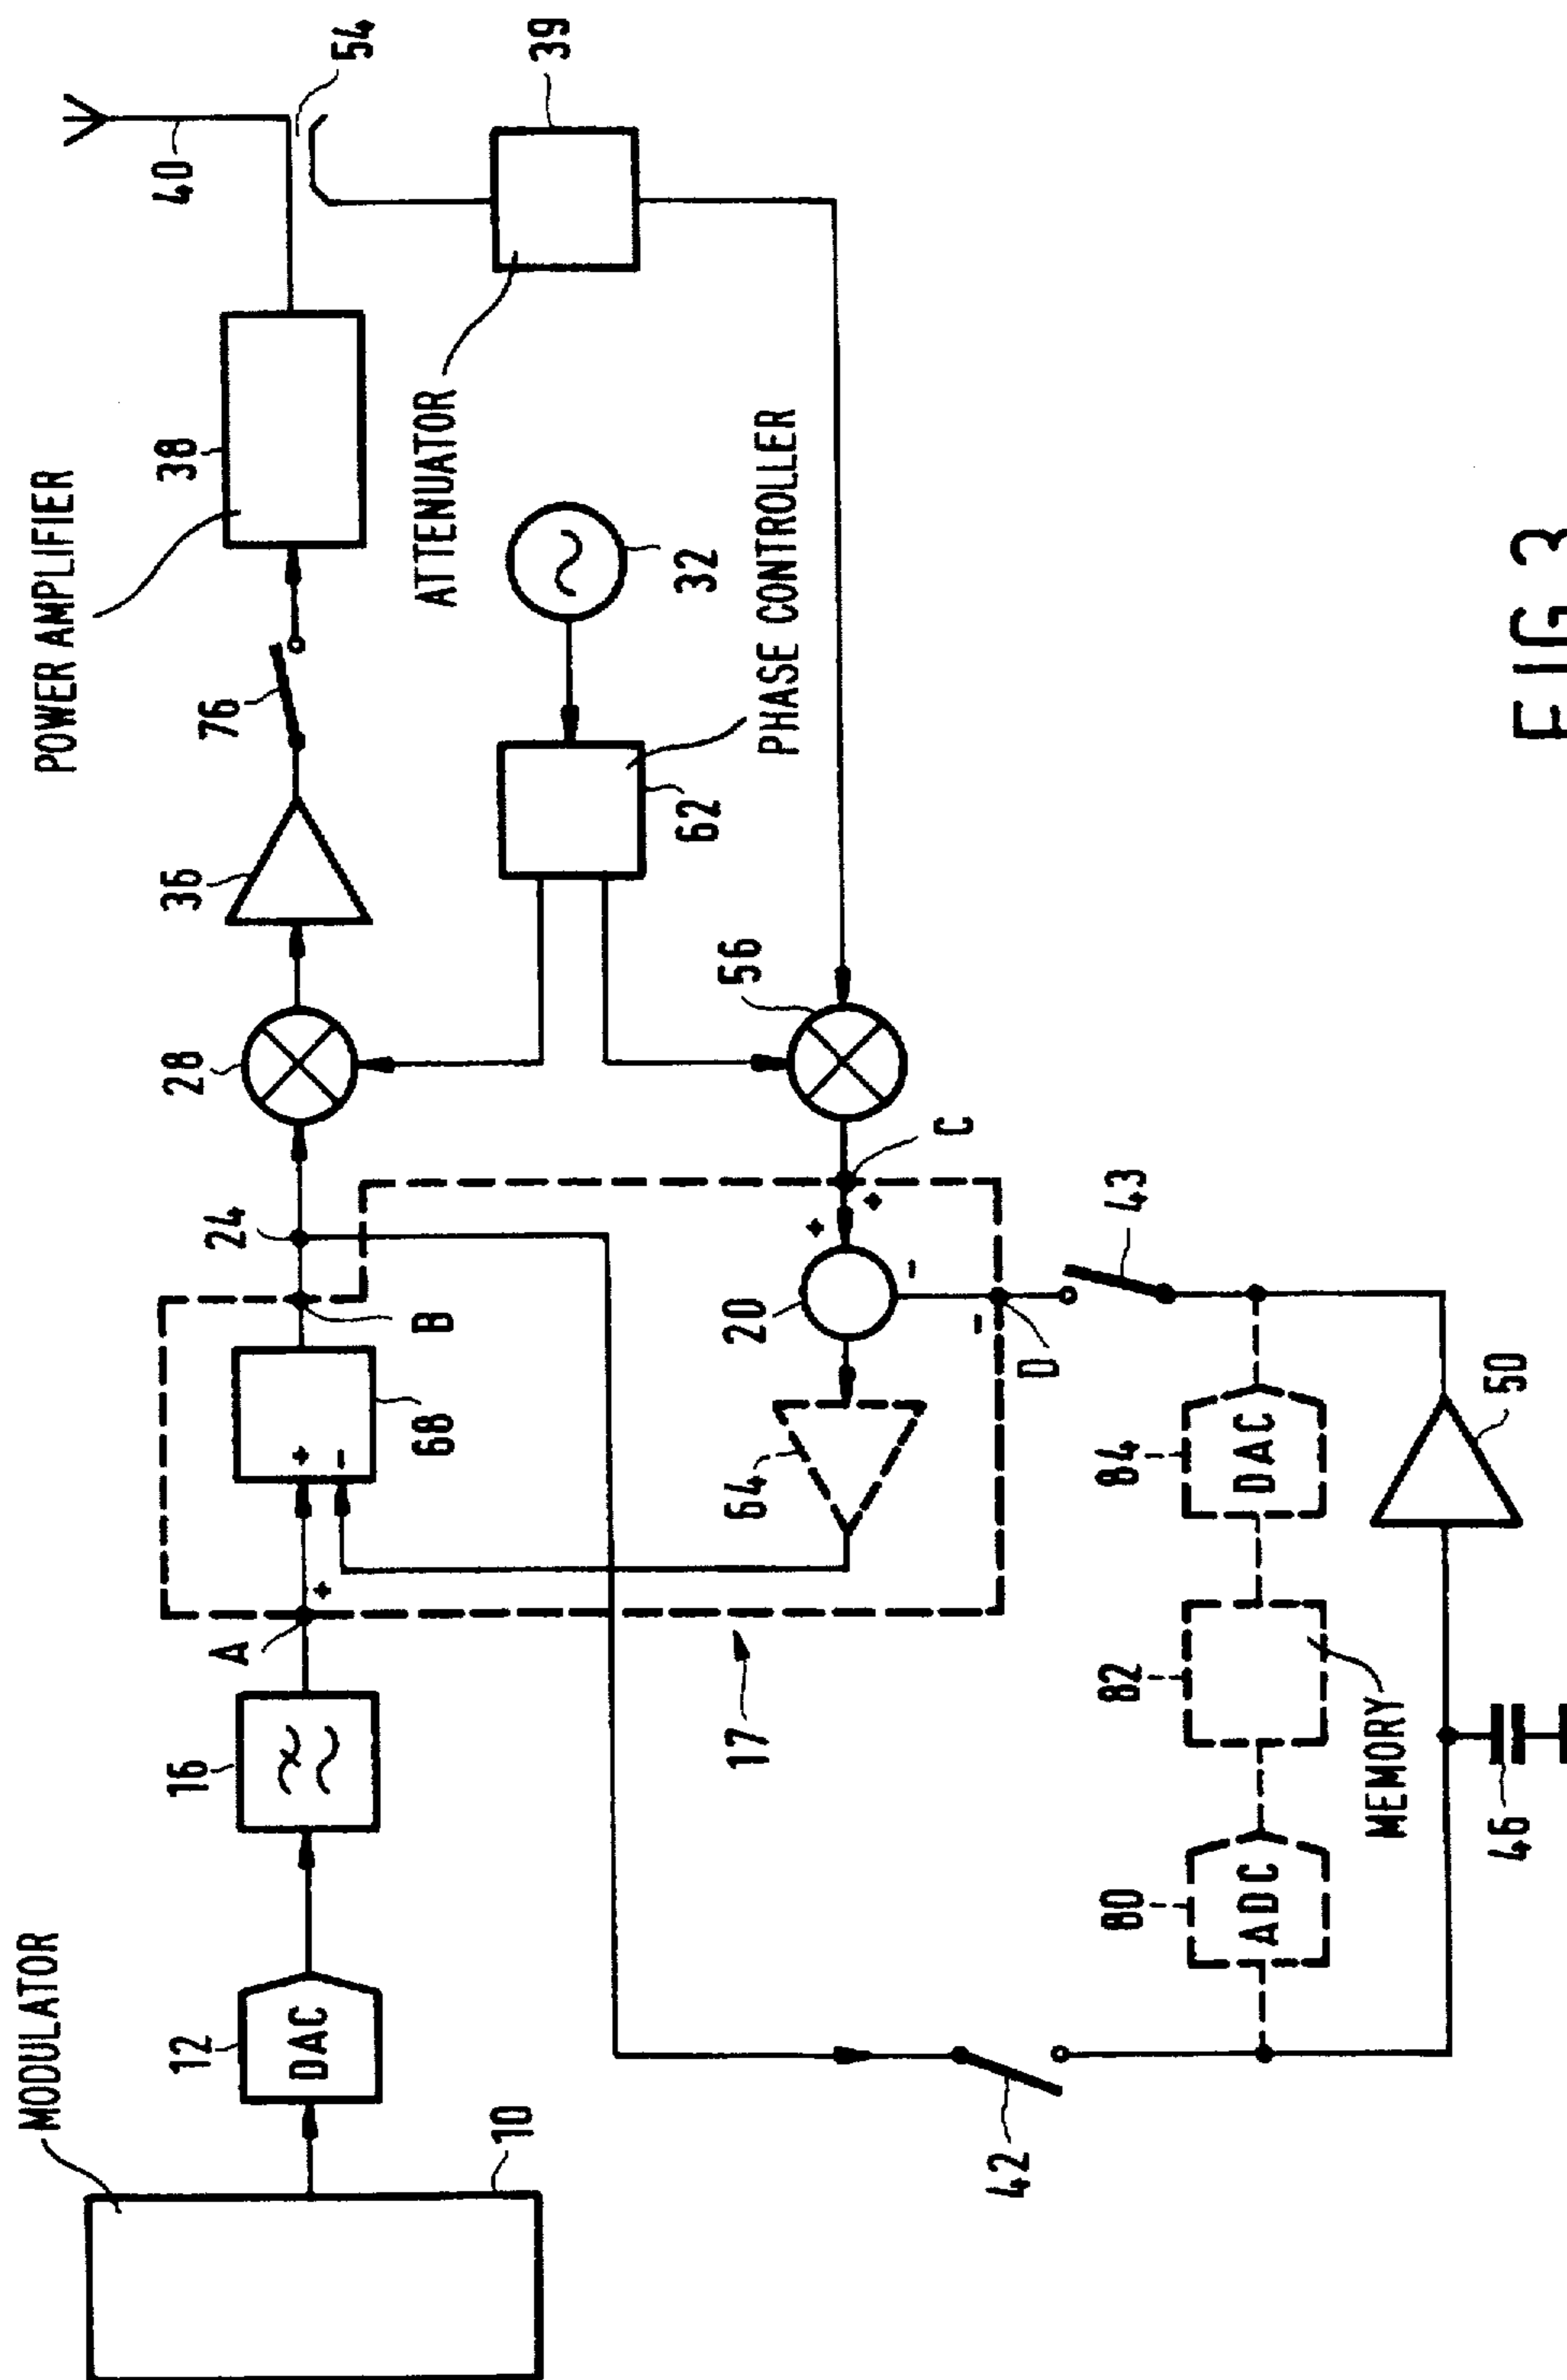 MODULATOR
10
12
DAC
16
A
+
+
-
68
B
24
28
36
76
POWER AMPLIFIER
38
40
54
39
ATTENUATOR
32
62
PHASE CONTROLLER
56
C
+
+
20
-
-
D
64
17
42
43
80
ADC
82
MEMORY
84
DAC
46
50
FIG 3